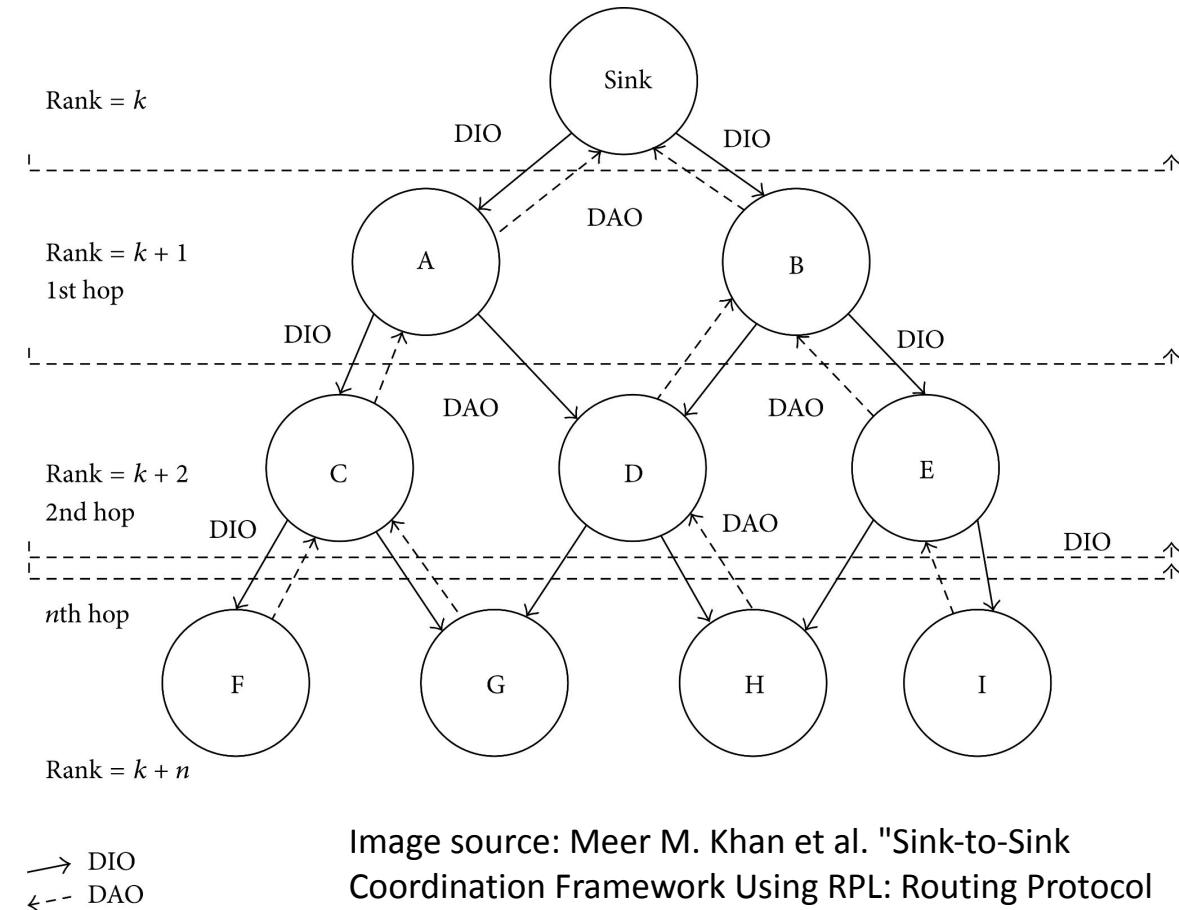 Sink
Rank = k
DIO
DIO
DAO
Rank = k + 1
1st hop
A
B
DIO
DIO
DAO
DAO
Rank = k + 2
2nd hop
C
D
E
DIO
DAO
DIO
nth hop
F
G
H
I
Rank = k + n
DIO
DAO
Image source: Meer M. Khan et al. "Sink-to-Sink
Coordination Framework Using RPL: Routing Protocol